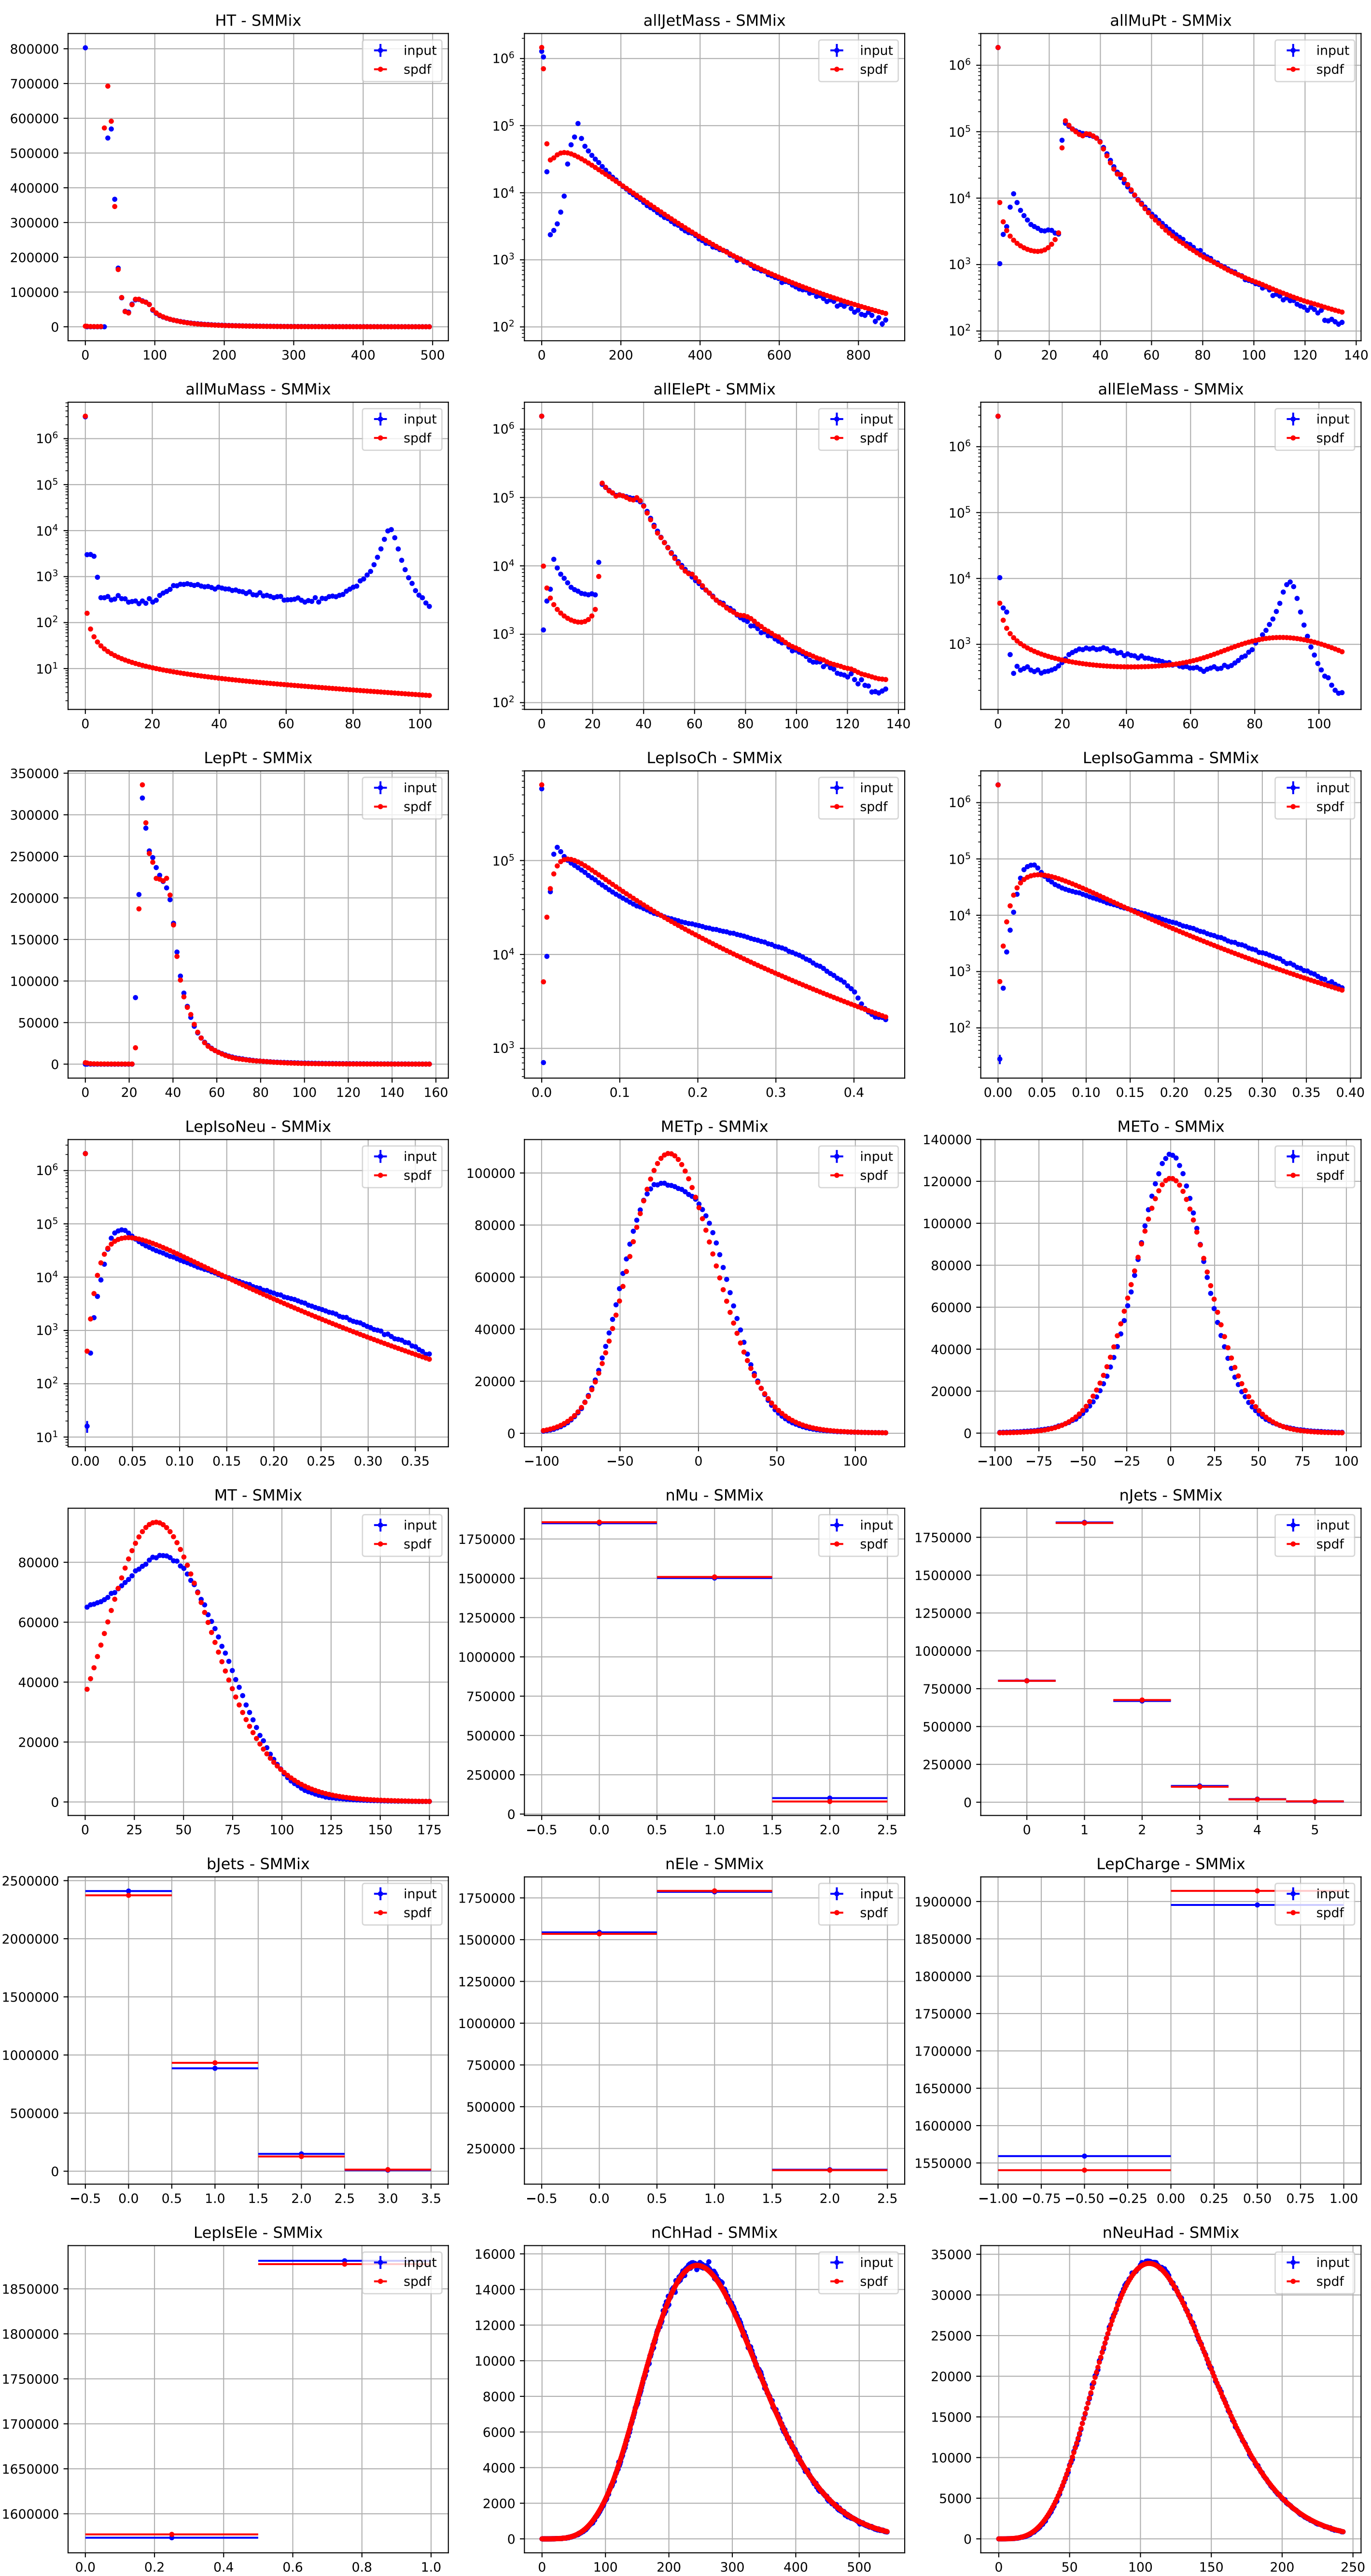 HT - SMMix
input
spdf
800000
700000
600000
500000
400000
300000
200000
100000
0
0 100 200 300 400 500
allJetMass - SMMix
input
spdf
10^6
10^5
10^4
10^3
10^2
0 200 400 600 800
allMuPt - SMMix
input
spdf
10^6
10^5
10^4
10^3
10^2
0 20 40 60 80 100 120 140
allMuMass - SMMix
input
spdf
10^6
10^5
10^4
10^3
10^2
10^1
0 20 40 60 80 100
allElePt - SMMix
input
spdf
10^6
10^5
10^4
10^3
10^2
0 20 40 60 80 100 120 140
allEleMass - SMMix
input
spdf
10^6
10^5
10^4
10^3
0 20 40 60 80 100
LepPt - SMMix
input
spdf
350000
300000
250000
200000
150000
100000
50000
0
0 20 40 60 80 100 120 140 160
LepIsoCh - SMMix
input
spdf
10^5
10^4
10^3
0.0 0.1 0.2 0.3 0.4
LepIsoGamma - SMMix
input
spdf
10^6
10^5
10^4
10^3
10^2
0.00 0.05 0.10 0.15 0.20 0.25 0.30 0.35 0.40
LepIsoNeu - SMMix
input
spdf
10^6
10^5
10^4
10^3
10^2
10^1
0.00 0.05 0.10 0.15 0.20 0.25 0.30 0.35
METp - SMMix
input
spdf
100000
80000
60000
40000
20000
0
−100 −50 0 50 100
METo - SMMix
input
spdf
140000
120000
100000
80000
60000
40000
20000
0
−100 −75 −50 −25 0 25 50 75 100
MT - SMMix
input
spdf
80000
60000
40000
20000
0
0 25 50 75 100 125 150 175
nMu - SMMix
input
spdf
1750000
1500000
1250000
1000000
750000
500000
250000
0
−0.5 0.0 0.5 1.0 1.5 2.0 2.5
nJets - SMMix
input
spdf
1750000
1500000
1250000
1000000
750000
500000
250000
0
0 1 2 3 4 5
bJets - SMMix
input
spdf
2500000
2000000
1500000
1000000
500000
0
−0.5 0.0 0.5 1.0 1.5 2.0 2.5 3.0 3.5
nEle - SMMix
input
spdf
1750000
1500000
1250000
1000000
750000
500000
250000
−0.5 0.0 0.5 1.0 1.5 2.0 2.5
LepCharge - SMMix
input
spdf
1900000
1850000
1800000
1750000
1700000
1650000
1600000
1550000
−1.00 −0.75 −0.50 −0.25 0.00 0.25 0.50 0.75 1.00
LepIsEle - SMMix
input
spdf
1850000
1800000
1750000
1700000
1650000
1600000
0.0 0.2 0.4 0.6 0.8 1.0
nChHad - SMMix
input
spdf
16000
14000
12000
10000
8000
6000
4000
2000
0
0 100 200 300 400 500
nNeuHad - SMMix
input
spdf
35000
30000
25000
20000
15000
10000
5000
0
0 50 100 150 200 250